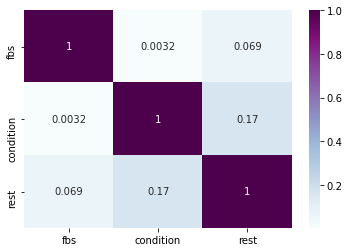 fbs 1 0.0032 0.069
condition 0.0032 1 0.17
rest 0.069 0.17 1
fbs condition rest
1.0
0.8
0.6
0.4
0.2